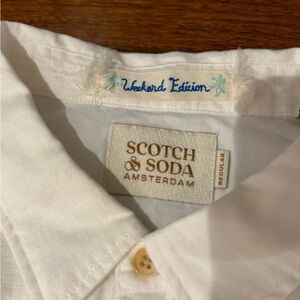 Weekend Edition
SCOTCH
& SODA
AMSTERDAM
REGULAR